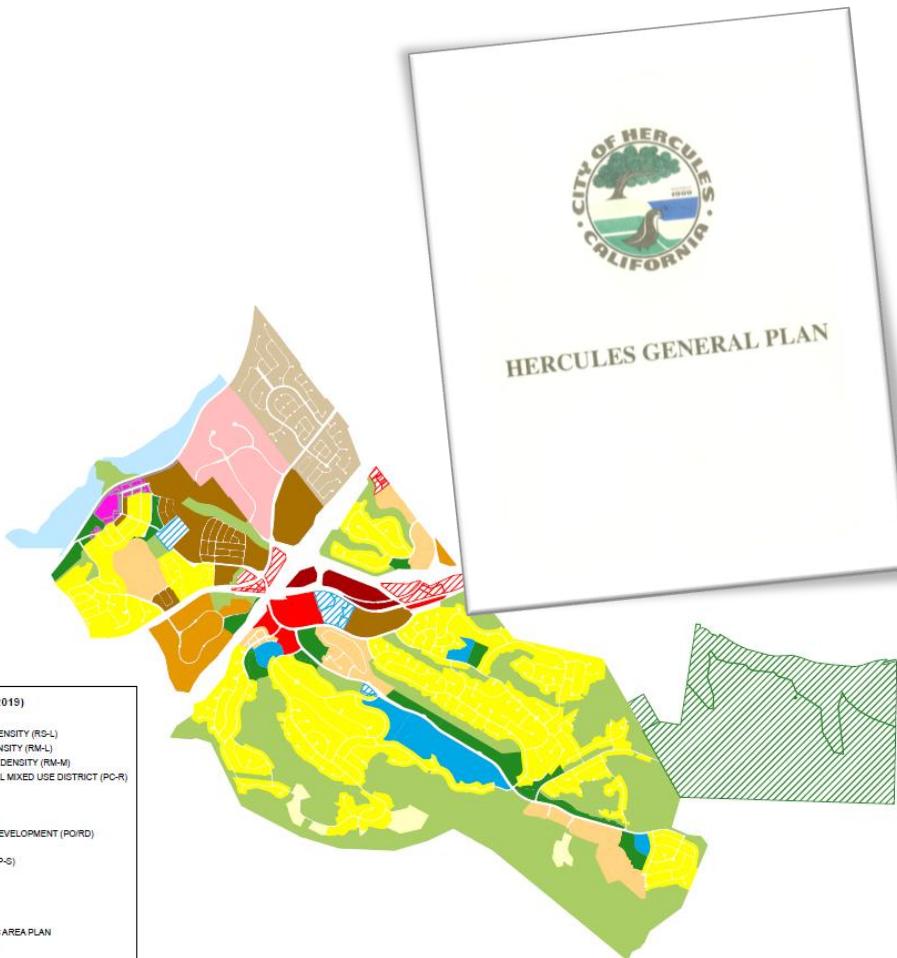 CITY OF HERCULES
1900
CALIFORNIA
HERCULES GENERAL PLAN
2019)
ENSITY (RS-L)
NSITY (RM-L)
DENSITY (RM-M)
L MIXED USE DISTRICT (PC-R)
EVELOPMENT (PO/RD)
P-S)
AREA PLAN